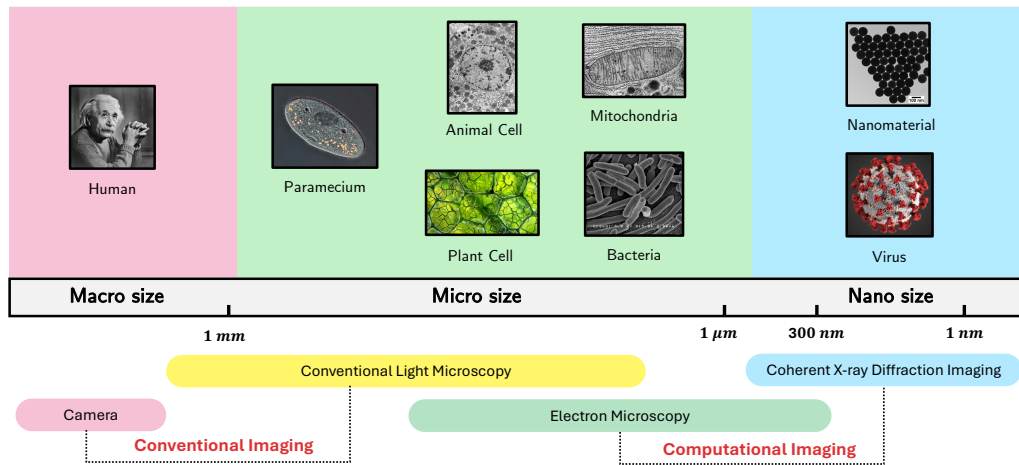 Human
Paramecium
Animal Cell
Plant Cell
Mitochondria
Bacteria
100 nm
Nanomaterial
Virus
Macro size
Micro size
Nano size
1 mm
1 μm
300 nm
1 nm
Conventional Light Microscopy
Coherent X-ray Diffraction Imaging
Camera
Electron Microscopy
Conventional Imaging
Computational Imaging